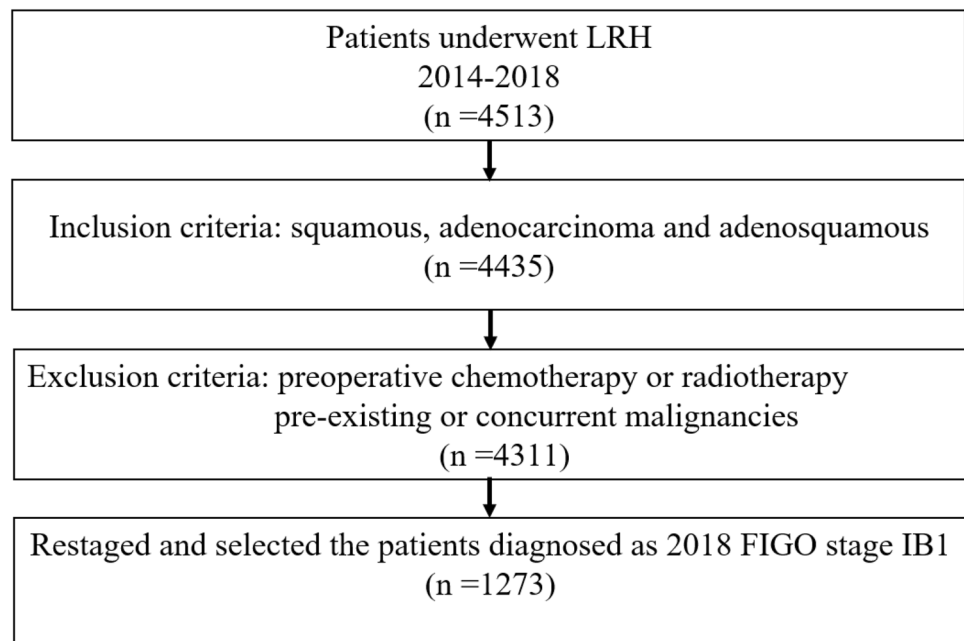 Patients underwent LRH
2014-2018
(n =4513)
Inclusion criteria: squamous, adenocarcinoma and adenosquamous
(n =4435)
Exclusion criteria: preoperative chemotherapy or radiotherapy
pre-existing or concurrent malignancies
(n =4311)
Restaged and selected the patients diagnosed as 2018 FIGO stage IB1
(n =1273)